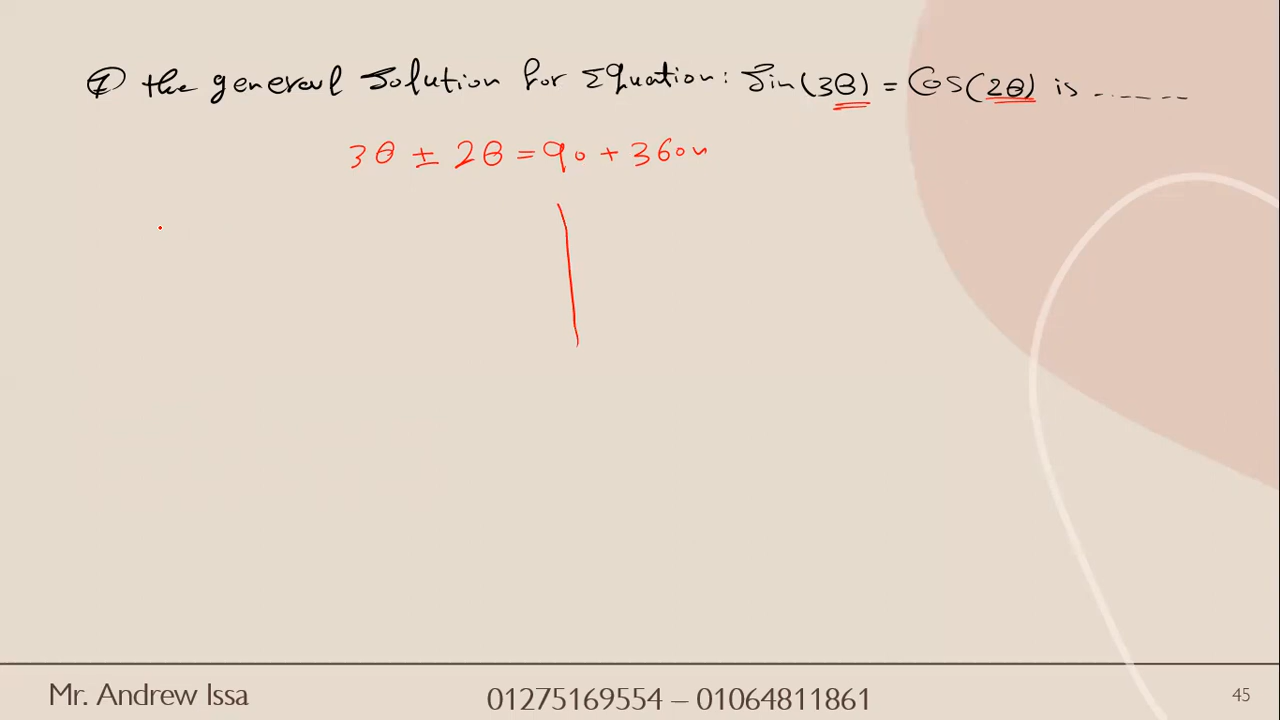 ① the general Solution for Equation: Sin(3θ) = Cos(2θ) is .......
3θ ± 2θ = 90 + 360n
Mr. Andrew Issa
01275169554 – 01064811861
45